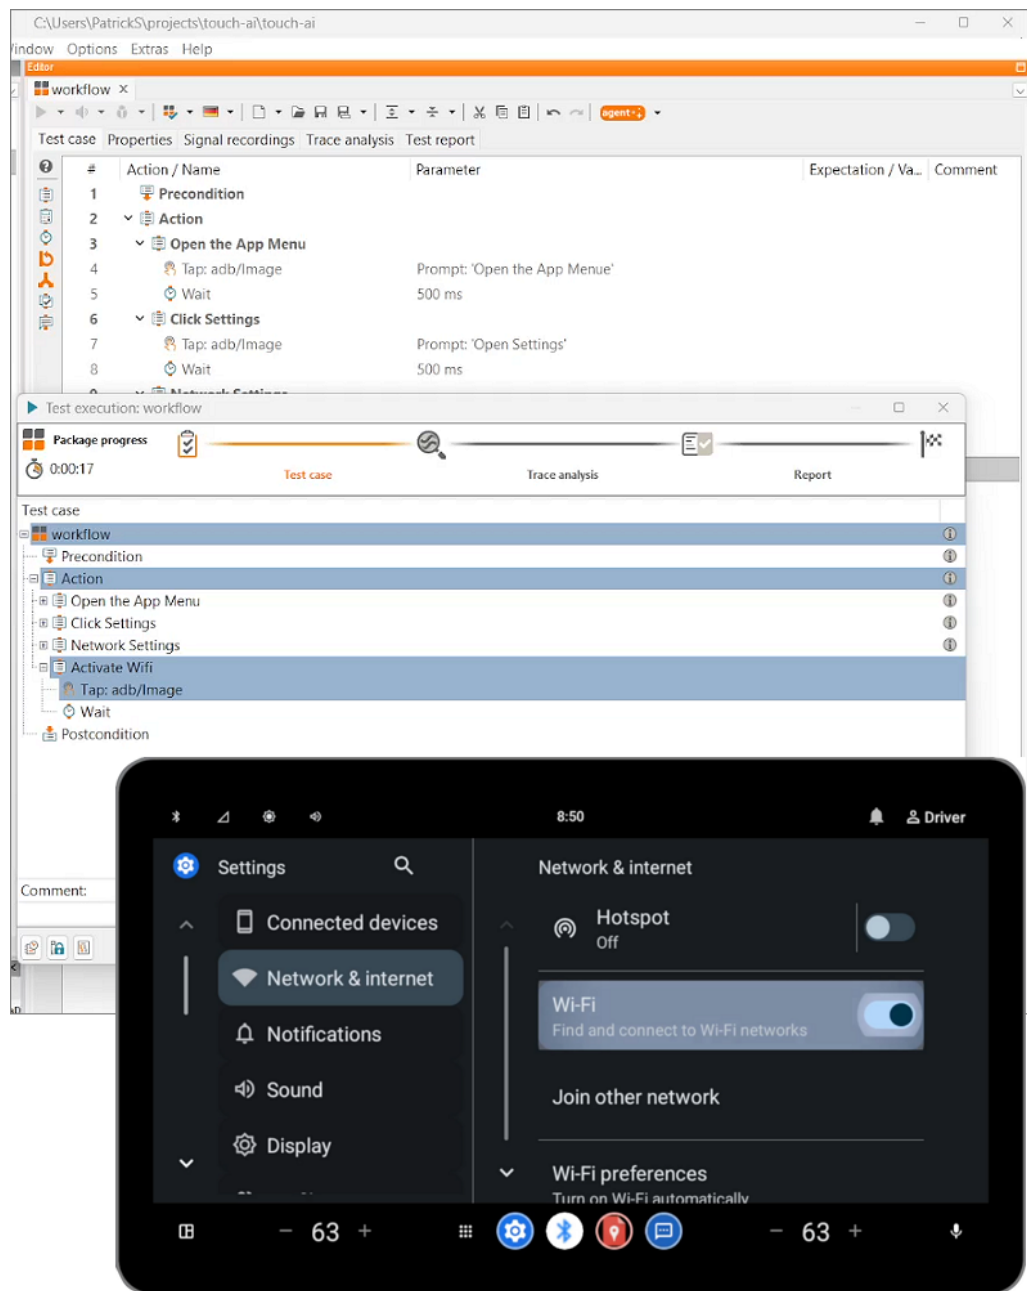 C:\Users\PatrickS\projects\touch-ai\touch-ai
indow Options Extras Help
Editor
workflow
agent
Test case Properties Signal recordings Trace analysis Test report
# Action / Name Parameter Expectation / Va... Comment
1 Precondition
2 Action
3 Open the App Menu
4 Tap: adb/Image Prompt: 'Open the App Menue'
5 Wait 500 ms
6 Click Settings
7 Tap: adb/Image Prompt: 'Open Settings'
8 Wait 500 ms
9 Network Settings
Test execution: workflow
Package progress
0:00:17
Test case Trace analysis Report
Test case
workflow
Precondition
Action
Open the App Menu
Click Settings
Network Settings
Activate Wifi
Tap: adb/Image
Wait
Postcondition
Comment:
8:50 Driver
Settings
Network & internet
Connected devices
Hotspot
Off
Network & internet
Wi-Fi
Find and connect to Wi-Fi networks
Notifications
Sound
Join other network
Display
Wi-Fi preferences
Turn on Wi-Fi automatically
− 63 + − 63 +